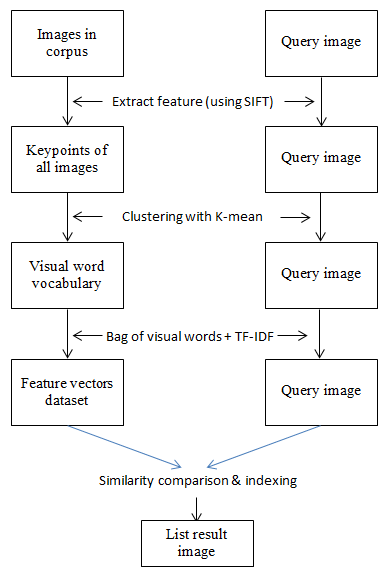 Images in
corpus
Query image
Extract feature (using SIFT)
Keypoints of
all images
Query image
Clustering with K-mean
Visual word
vocabulary
Query image
Bag of visual words + TF-IDF
Feature vectors
dataset
Query image
Similarity comparison & indexing
List result
image